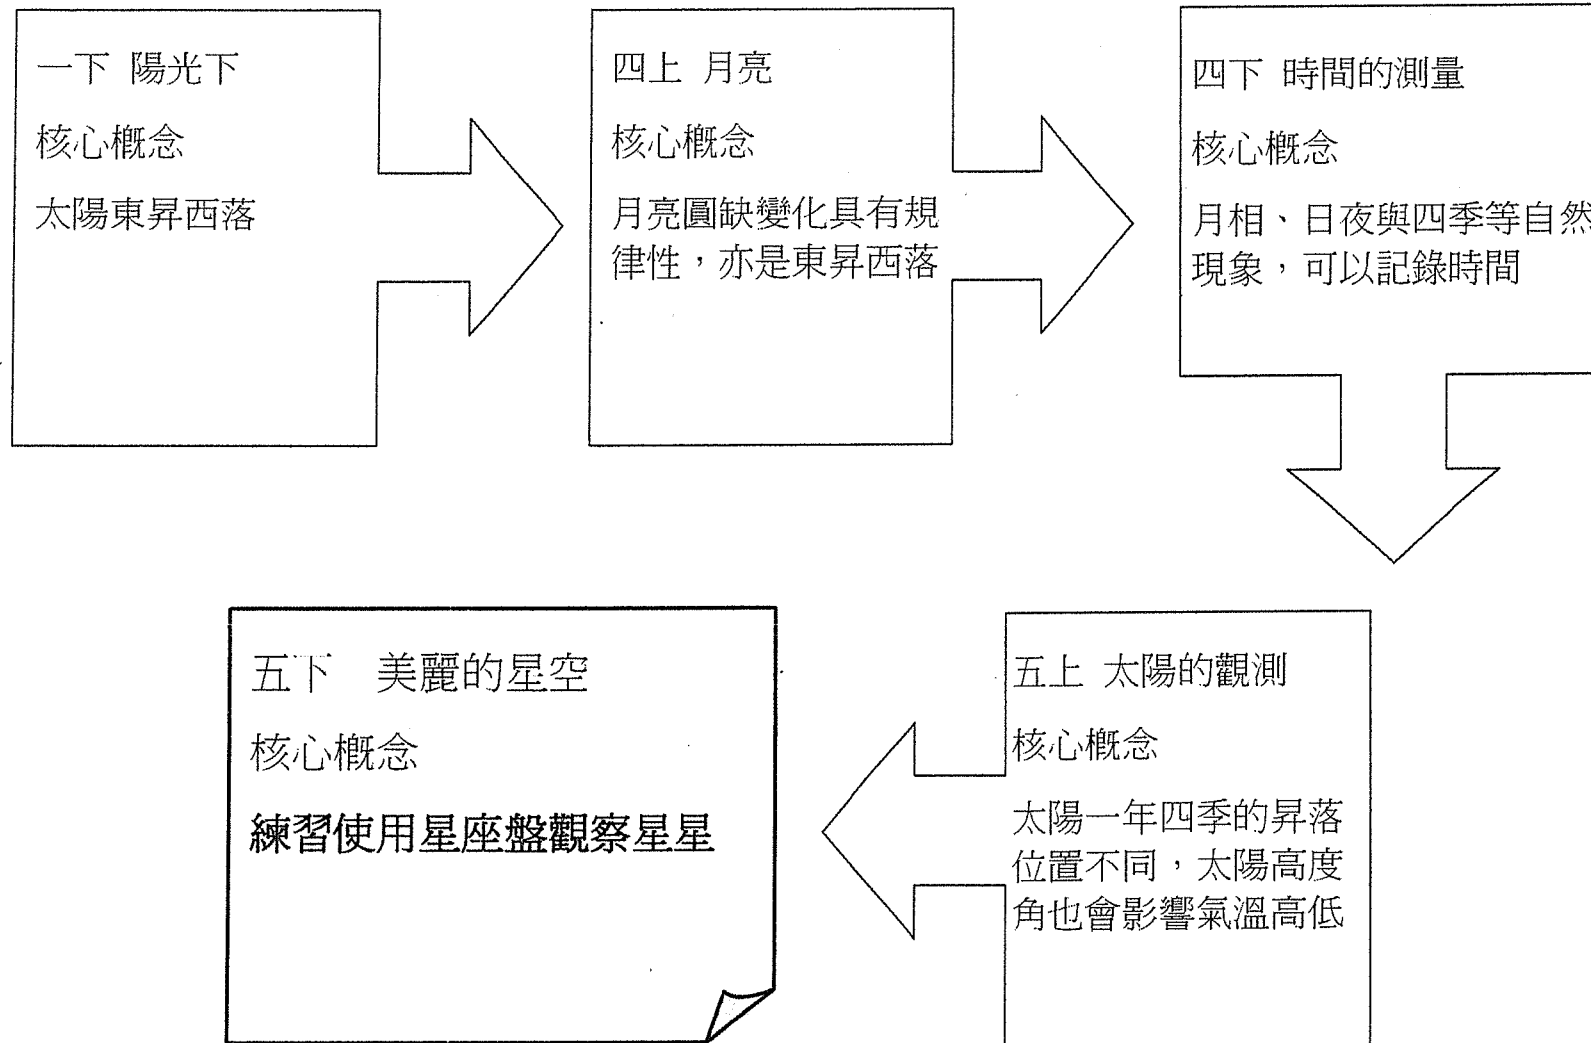 一下 陽光下
核心概念
太陽東昇西落
四上 月亮
核心概念
月亮圓缺變化具有規
律性，亦是東昇西落
四下 時間的測量
核心概念
月相、日夜與四季等自然
現象，可以記錄時間
五上 太陽的觀測
核心概念
太陽一年四季的昇落
位置不同，太陽高度
角也會影響氣溫高低
五下 美麗的星空
核心概念
練習使用星座盤觀察星星